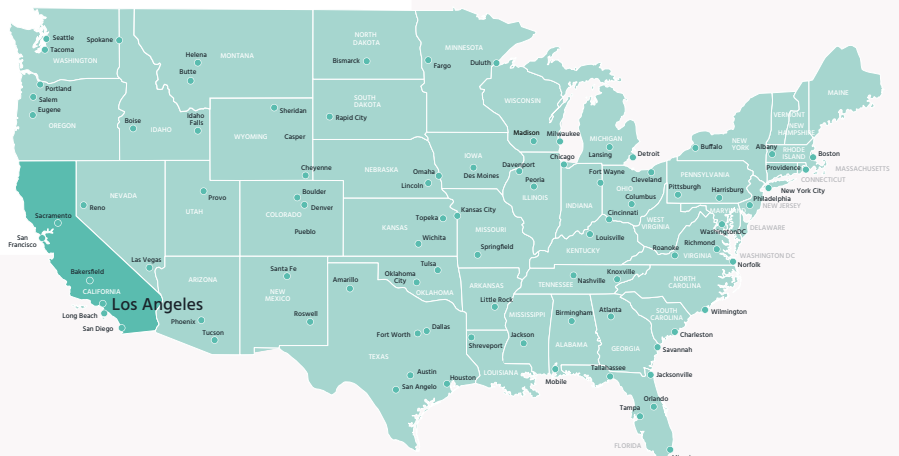 Seattle
Tacoma
Spokane
WASHINGTON
Portland
Salem
Eugene
OREGON
Boise
IDAHO
Idaho
Falls
Helena
Butte
MONTANA
NORTH
DAKOTA
Bismarck
Fargo
MINNESOTA
Duluth
SOUTH
DAKOTA
Rapid City
Sheridan
WYOMING
Casper
Cheyenne
WISCONSIN
Madison
Milwaukee
MICHIGAN
Lansing
Detroit
Chicago
IOWA
Des Moines
Davenport
Peoria
ILLINOIS
NEBRASKA
Omaha
Lincoln
NEVADA
Reno
UTAH
Provo
Boulder
Denver
COLORADO
Pueblo
KANSAS
Topeka
Wichita
Kansas City
MISSOURI
Springfield
Fort Wayne
INDIANA
OHIO
Cleveland
Columbus
Cincinnati
Louisville
KENTUCKY
WEST
VIRGINIA
Roanoke
Richmond
VIRGINIA
Norfolk
WASHINGTON DC
WashingtonDC
MARYLAND
DELAWARE
NEW JERSEY
Philadelphia
Harrisburg
Pittsburgh
PENNSYLVANIA
New York City
CONNECTICUT
MASSACHUSETTS
Providence
RHODE
ISLAND
Boston
Albany
Buffalo
NEW
YORK
VERMONT
NEW
HAMPSHIRE
MAINE
Sacramento
San
Francisco
Las Vegas
Bakersfield
CALIFORNIA
Los Angeles
Long Beach
San Diego
ARIZONA
Phoenix
Tucson
Santa Fe
NEW
MEXICO
Roswell
Amarillo
Oklahoma
City
Tulsa
OKLAHOMA
ARKANSAS
Little Rock
TENNESSEE
Nashville
Knoxville
NORTH
CAROLINA
Wilmington
SOUTH
CAROLINA
Charleston
Savannah
Atlanta
GEORGIA
Birmingham
ALABAMA
MISSISSIPPI
Jackson
Fort Worth
Dallas
TEXAS
Shreveport
LOUISIANA
Austin
San Angelo
Houston
Mobile
Tallahassee
Jacksonville
Orlando
Tampa
FLORIDA